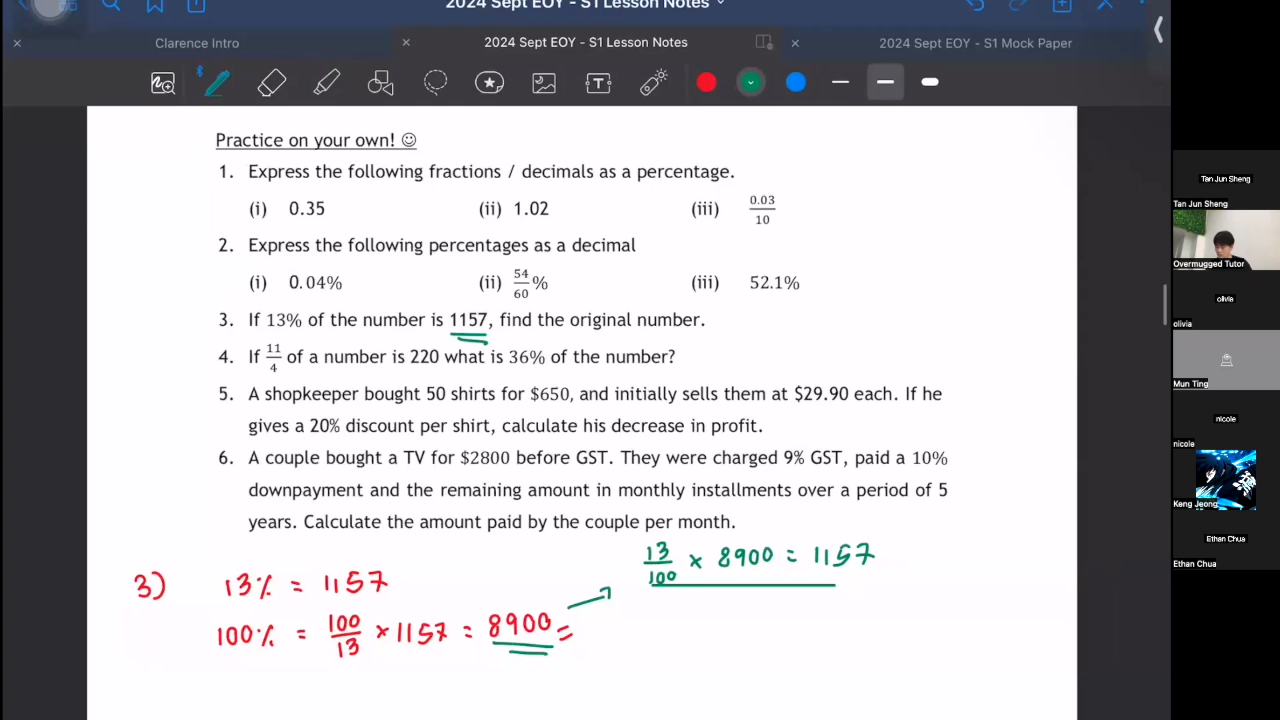 2024 Sept EOY - S1 Lesson Notes
Clarence Intro
2024 Sept EOY - S1 Lesson Notes
2024 Sept EOY - S1 Mock Paper
Practice on your own! ☺
1. Express the following fractions / decimals as a percentage.
(i) 0.35 (ii) 1.02 (iii) 0.03/10
2. Express the following percentages as a decimal
(i) 0.04% (ii) 54/60% (iii) 52.1%
3. If 13% of the number is 1157, find the original number.
4. If 11/4 of a number is 220 what is 36% of the number?
5. A shopkeeper bought 50 shirts for $650, and initially sells them at $29.90 each. If he
gives a 20% discount per shirt, calculate his decrease in profit.
6. A couple bought a TV for $2800 before GST. They were charged 9% GST, paid a 10%
downpayment and the remaining amount in monthly installments over a period of 5
years. Calculate the amount paid by the couple per month.
13/100 × 8900 = 1157
3) 13% = 1157
100% = 100/13 × 1157 = 8900 =
Tan Jun Sheng
Tan Jun Sheng
Overmugged Tutor
olivia
olivia
Mun Ting
nicole
nicole
Keng Jeong
Ethan Chua
Ethan Chua